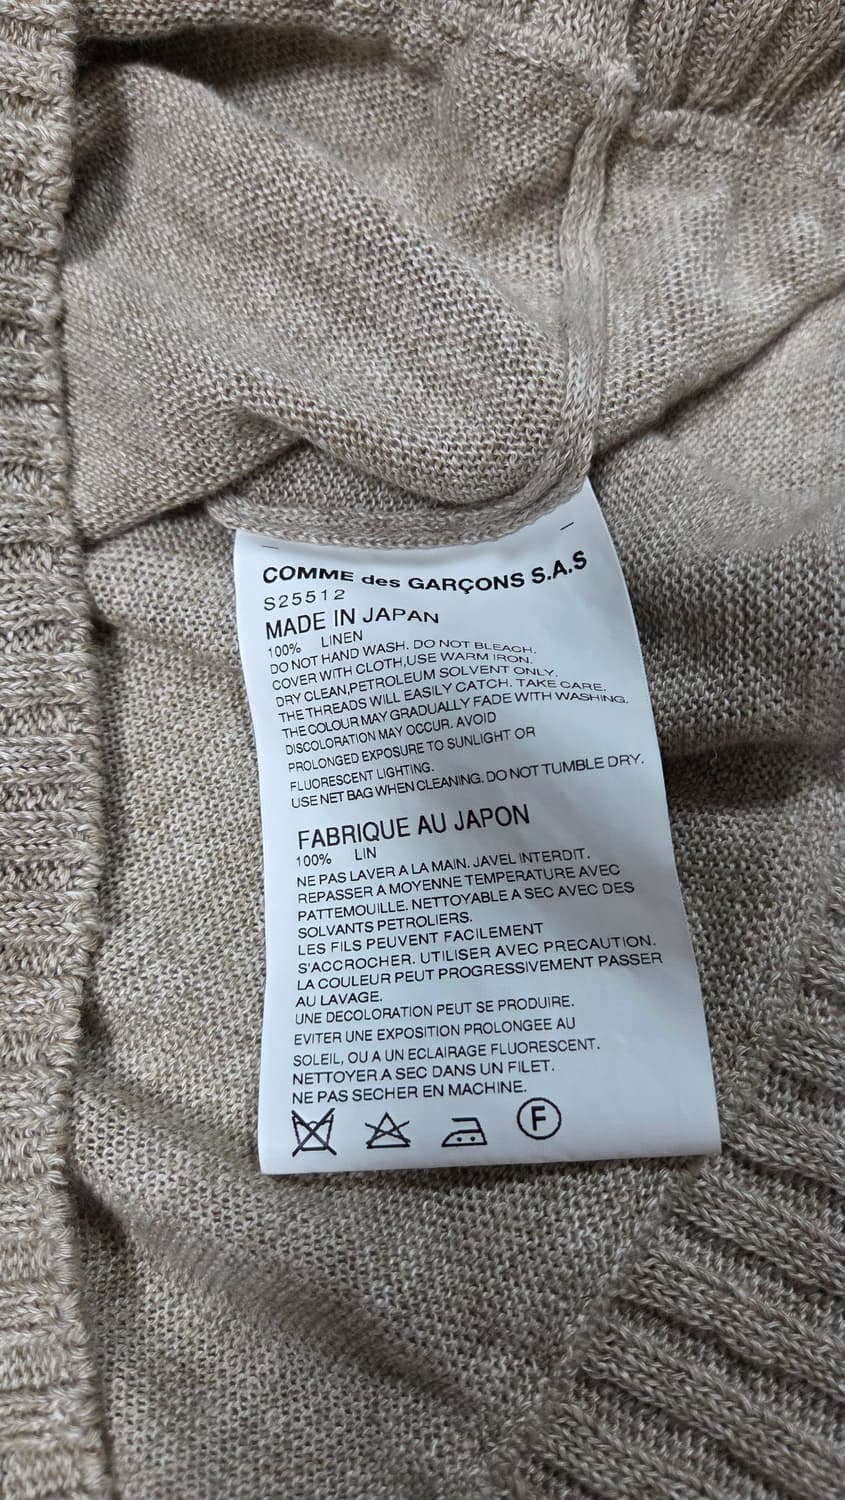 COMME des GARÇONS S.A.S
S25512
MADE IN JAPAN
100% LINEN
DO NOT HAND WASH. DO NOT BLEACH.
COVER WITH CLOTH,USE WARM IRON.
DRY CLEAN,PETROLEUM SOLVENT ONLY.
THE THREADS WILL EASILY CATCH. TAKE CARE.
THE COLOUR MAY GRADUALLY FADE WITH WASHING.
DISCOLORATION MAY OCCUR. AVOID
PROLONGED EXPOSURE TO SUNLIGHT OR
FLUORESCENT LIGHTING.
USE NET BAG WHEN CLEANING. DO NOT TUMBLE DRY.
FABRIQUE AU JAPON
100% LIN
NE PAS LAVER A LA MAIN. JAVEL INTERDIT.
REPASSER A MOYENNE TEMPERATURE AVEC
PATTEMOUILLE. NETTOYABLE A SEC AVEC DES
SOLVANTS PETROLIERS.
LES FILS PEUVENT FACILEMENT
S'ACCROCHER. UTILISER AVEC PRECAUTION.
LA COULEUR PEUT PROGRESSIVEMENT PASSER
AU LAVAGE.
UNE DECOLORATION PEUT SE PRODUIRE.
EVITER UNE EXPOSITION PROLONGEE AU
SOLEIL, OU A UN ECLAIRAGE FLUORESCENT.
NETTOYER A SEC DANS UN FILET.
NE PAS SECHER EN MACHINE.
F